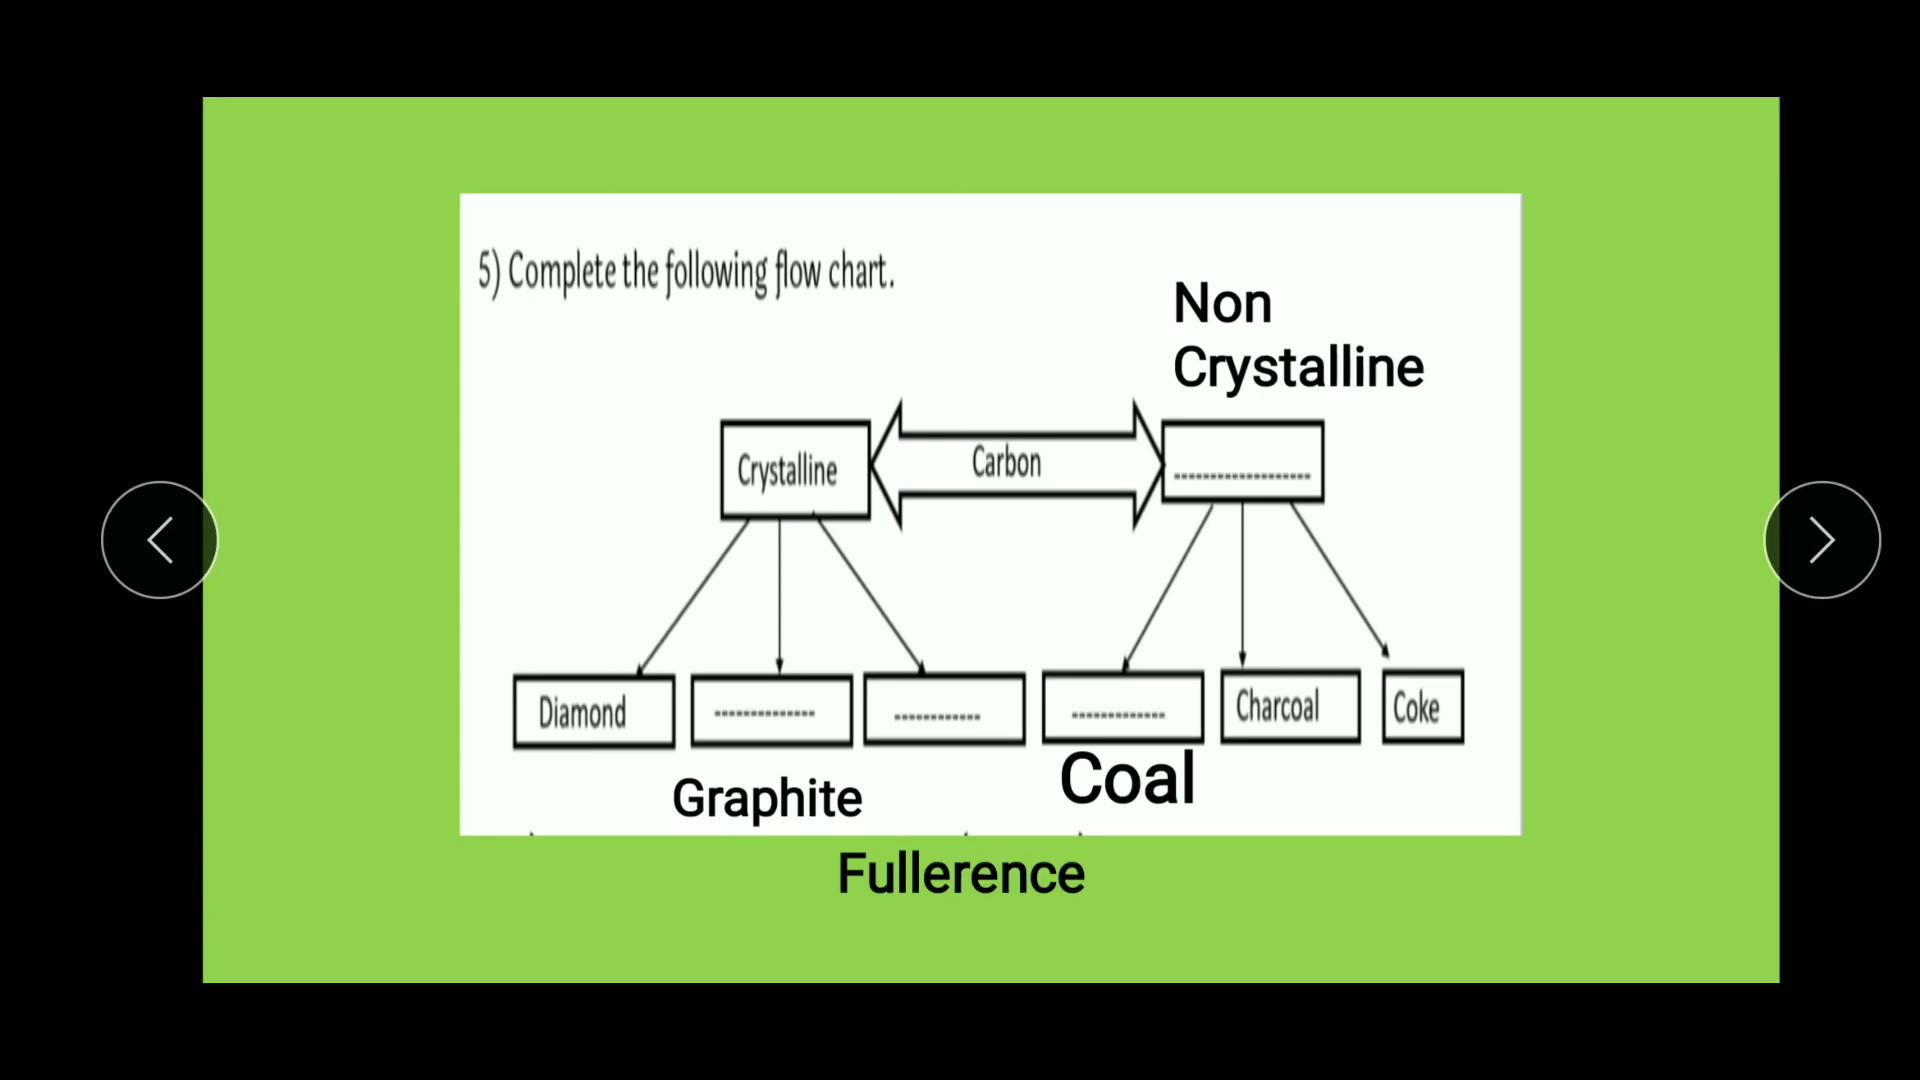 5) Complete the following flow chart.
Non
Crystalline
Crystalline
Carbon
------------------
Diamond
--------------
------------
-------------
Charcoal
Coke
Graphite
Coal
Fullerence